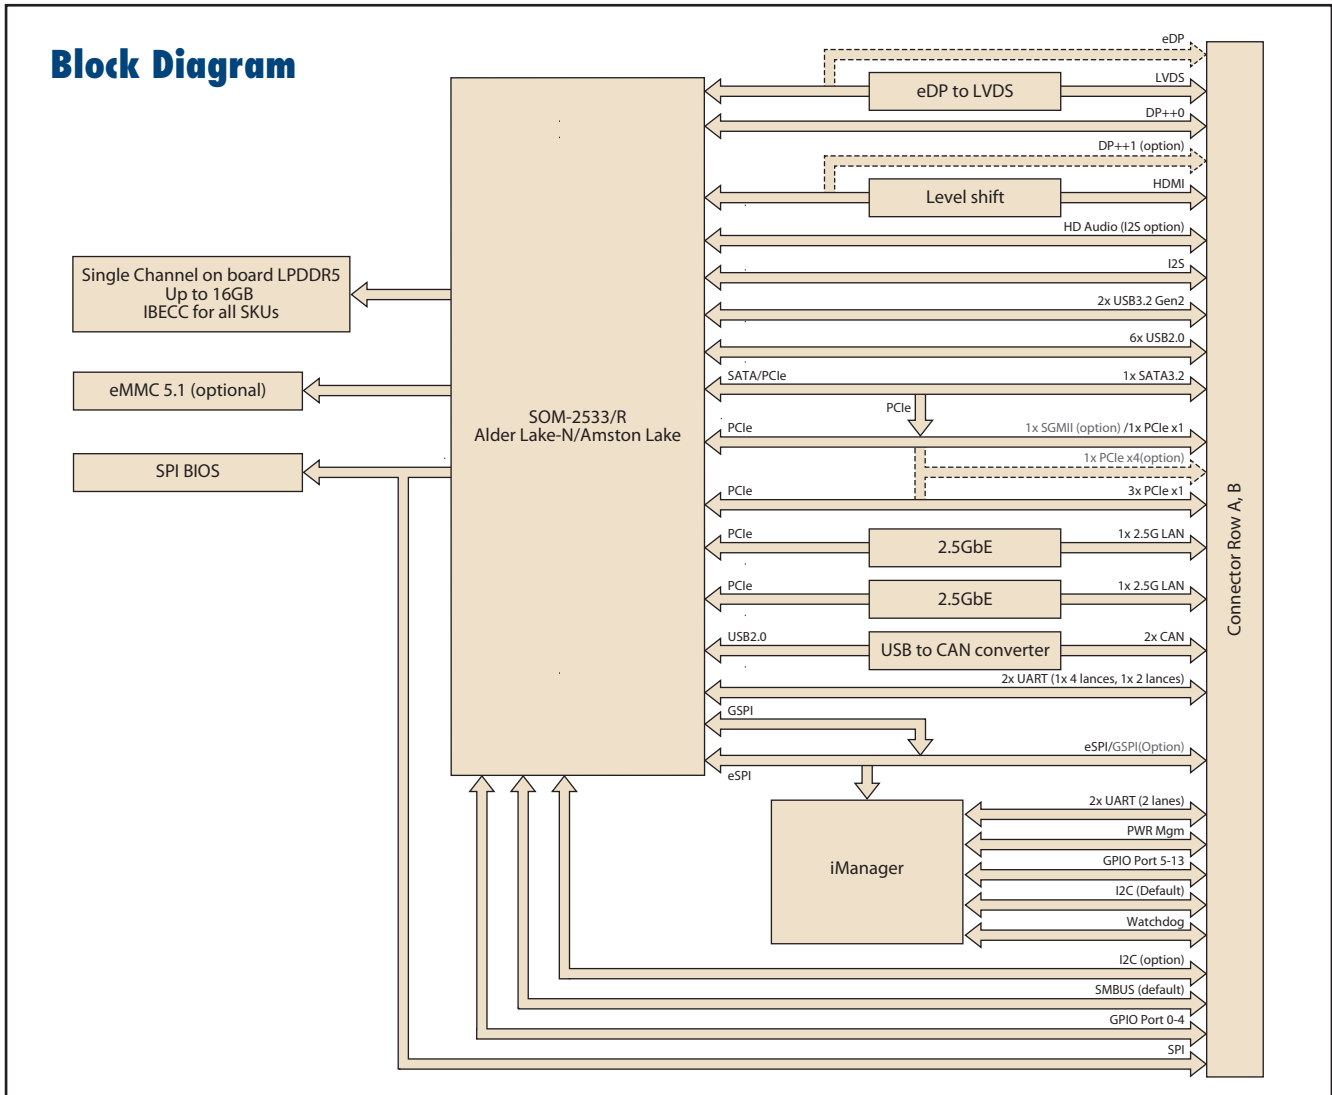 Block Diagram
eDP
eDP to LVDS
LVDS
DP++0
DP++1 (option)
Level shift
HDMI
HD Audio (I2S option)
Single Channel on board LPDDR5
Up to 16GB
IBECC for all SKUs
I2S
2x USB3.2 Gen2
6x USB2.0
eMMC 5.1 (optional)
SATA/PCIe
1x SATA3.2
PCIe
SOM-2533/R
Alder Lake-N/Amston Lake
PCIe
1x SGMII (option) /1x PCIe x1
SPI BIOS
1x PCIe x4(option)
PCIe
3x PCIe x1
PCIe
2.5GbE
1x 2.5G LAN
PCIe
2.5GbE
1x 2.5G LAN
Connector Row A, B
USB2.0
USB to CAN converter
2x CAN
2x UART (1x 4 lances, 1x 2 lances)
GSPI
eSPI/GSPI(Option)
eSPI
iManager
2x UART (2 lanes)
PWR Mgm
GPIO Port 5-13
I2C (Default)
Watchdog
I2C (option)
SMBUS (default)
GPIO Port 0-4
SPI